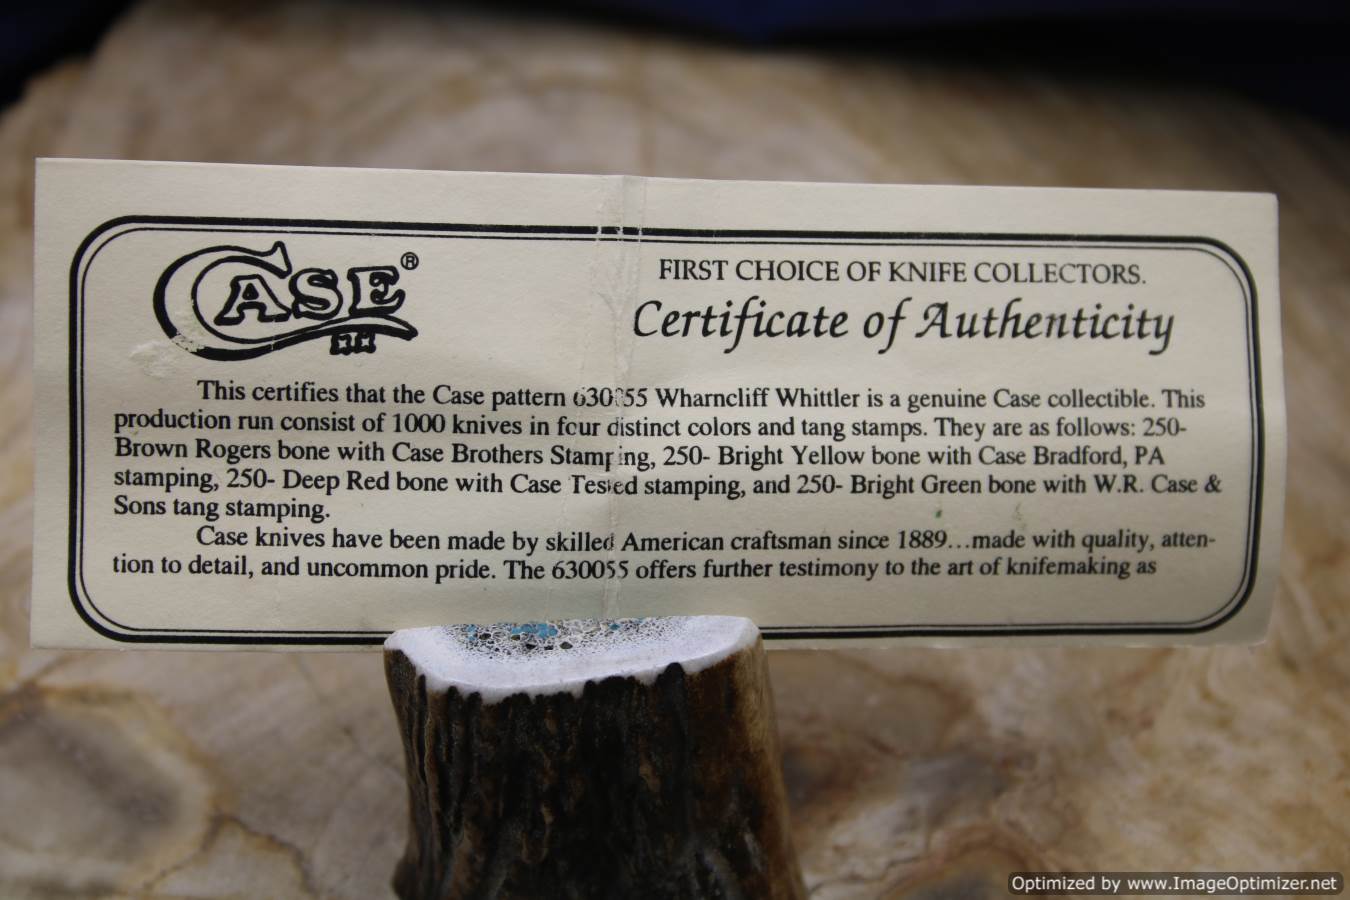 CASE®
XX
FIRST CHOICE OF KNIFE COLLECTORS.
Certificate of Authenticity
This certifies that the Case pattern 630055 Wharncliff Whittler is a genuine Case collectible. This
production run consist of 1000 knives in four distinct colors and tang stamps. They are as follows: 250-
Brown Rogers bone with Case Brothers Stamping, 250- Bright Yellow bone with Case Bradford, PA
stamping, 250- Deep Red bone with Case Tested stamping, and 250- Bright Green bone with W.R. Case &
Sons tang stamping.
Case knives have been made by skilled American craftsman since 1889...made with quality, atten-
tion to detail, and uncommon pride. The 630055 offers further testimony to the art of knifemaking as
Optimized by www.ImageOptimizer.net